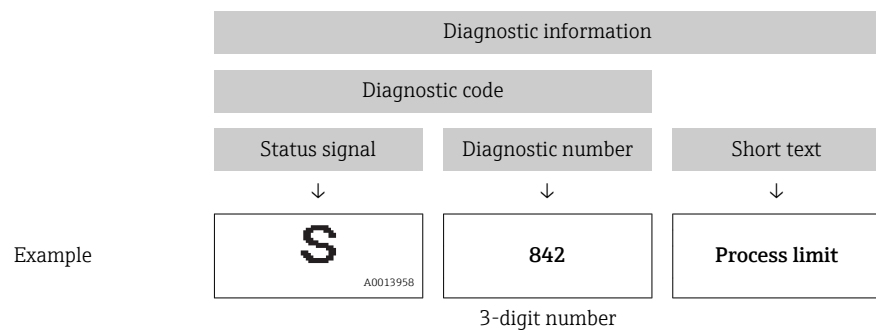 Diagnostic information
Diagnostic code
Status signal Diagnostic number Short text
↓ ↓ ↓
Example S 842 Process limit
A0013958
3-digit number